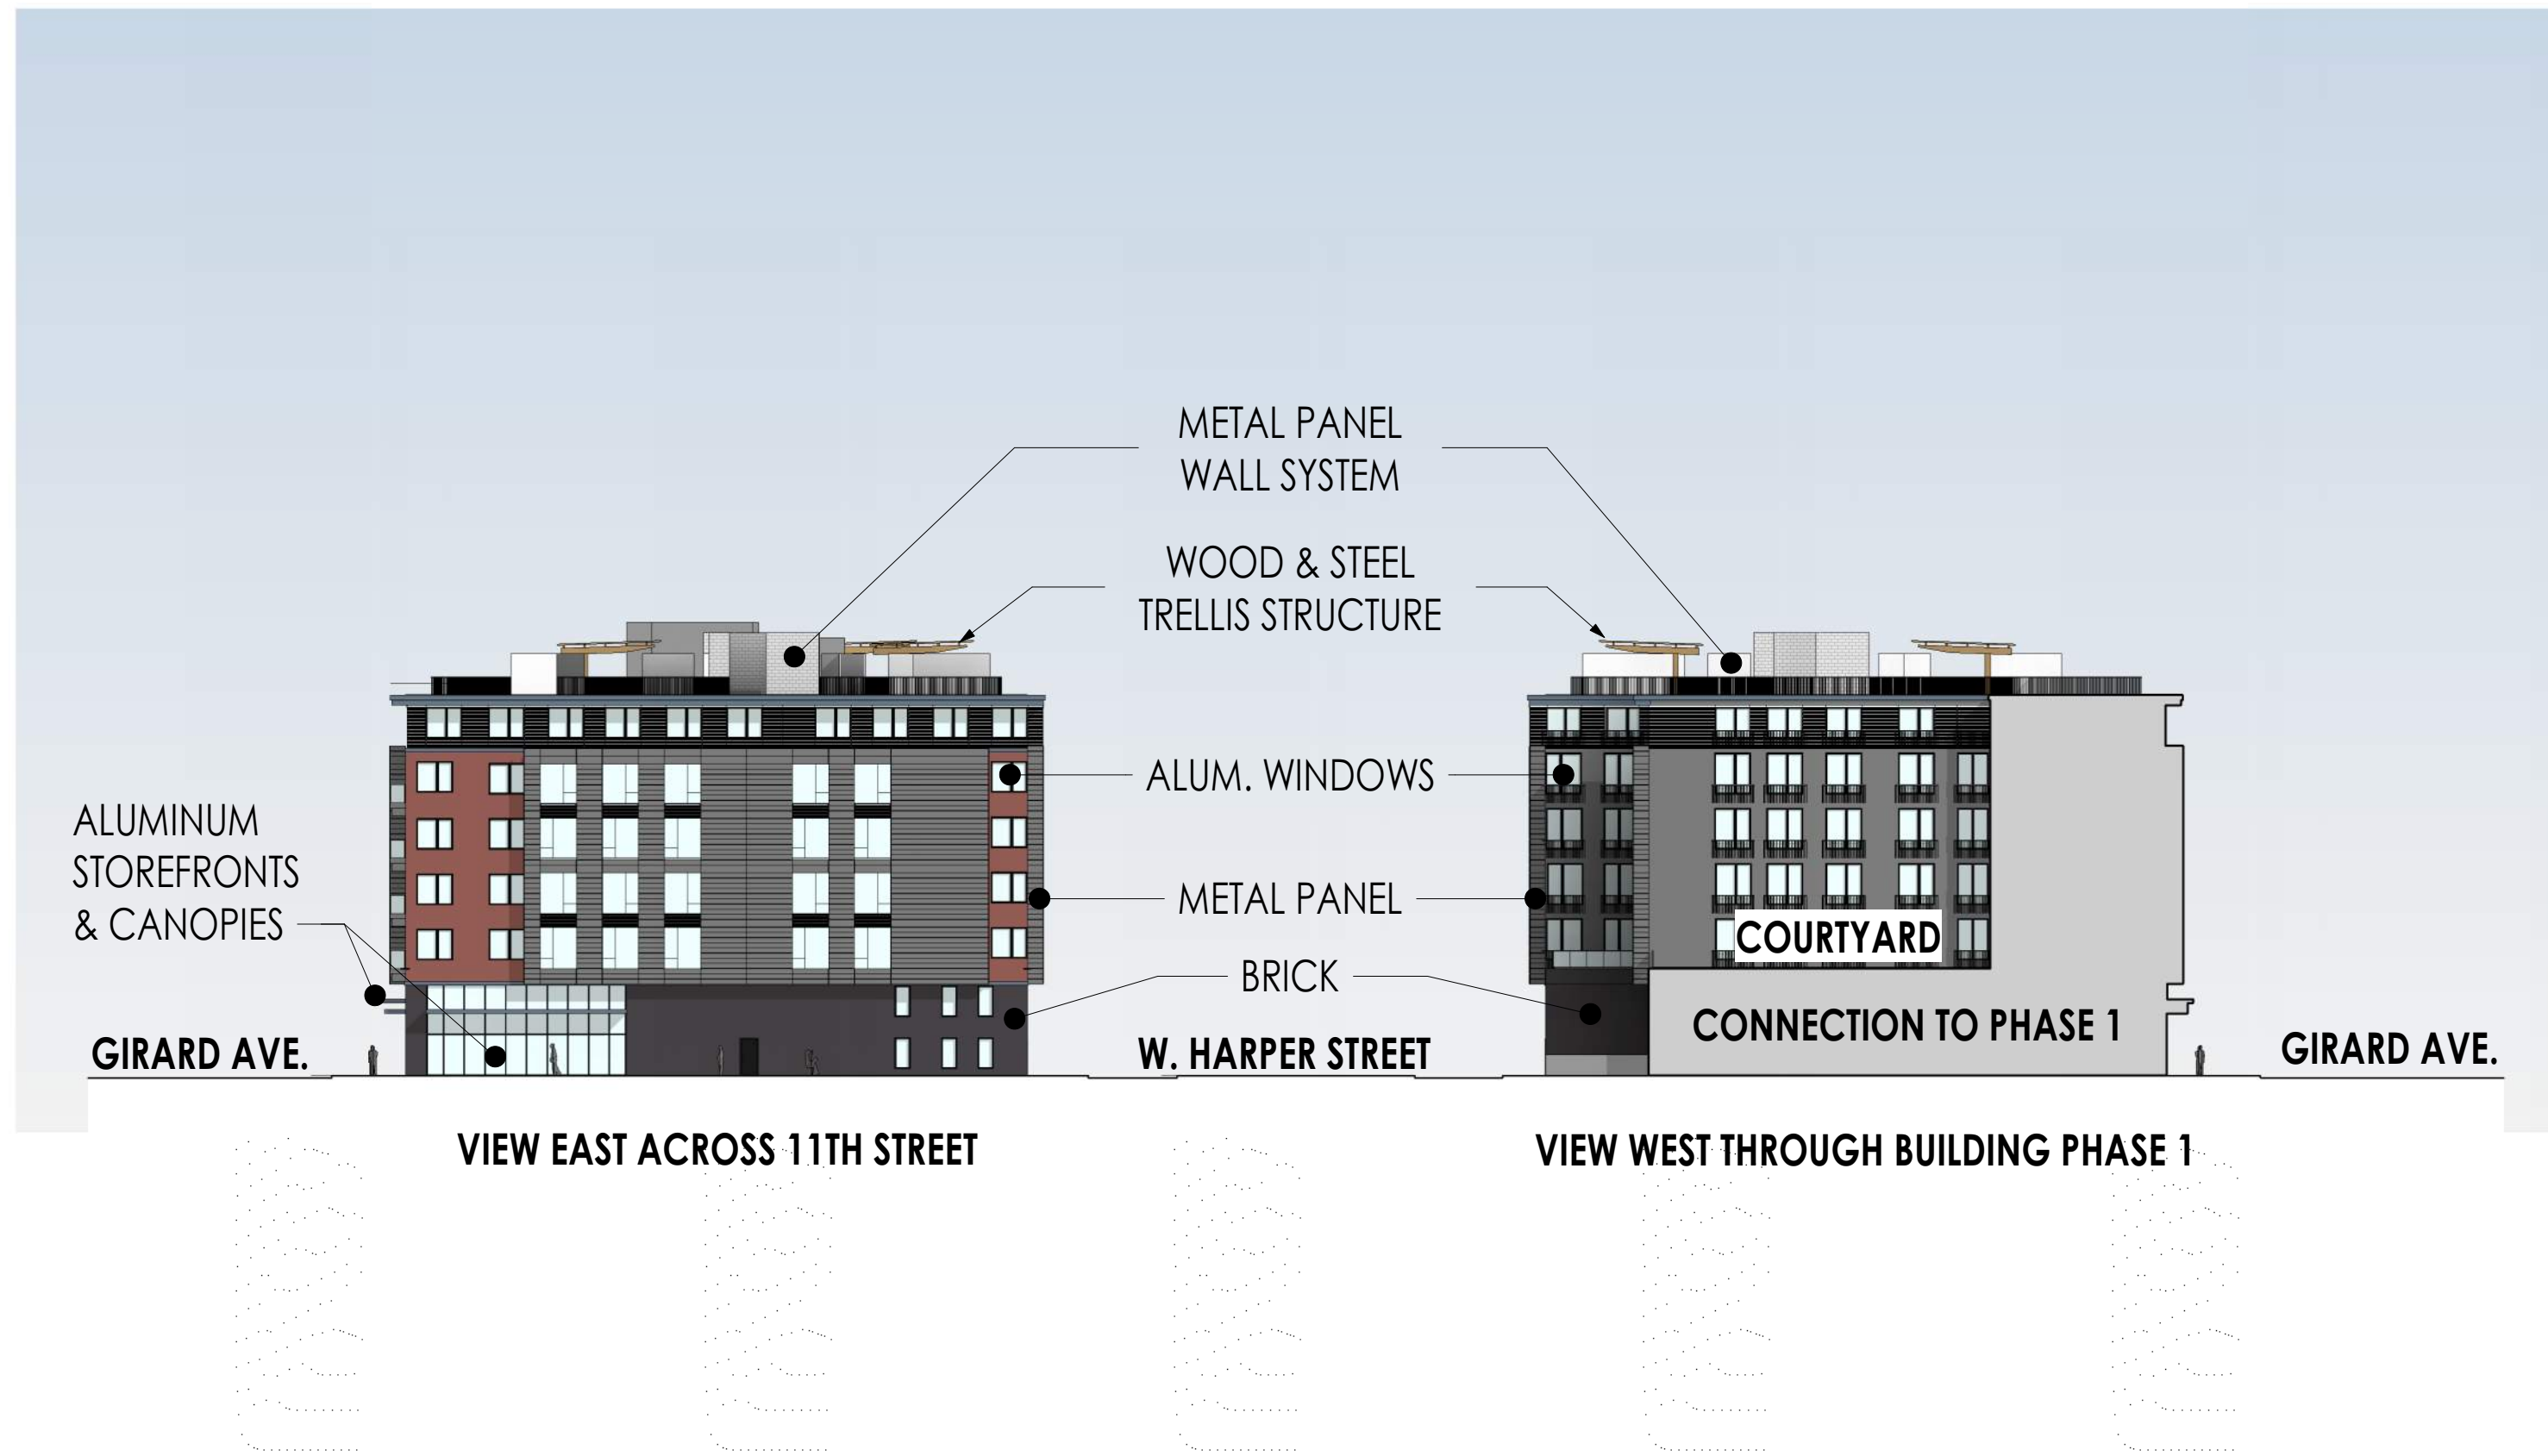 METAL PANEL
WALL SYSTEM
WOOD & STEEL
TRELLIS STRUCTURE
ALUM. WINDOWS
ALUMINUM
STOREFRONTS
& CANOPIES
METAL PANEL
BRICK
COURTYARD
CONNECTION TO PHASE 1
GIRARD AVE.
W. HARPER STREET
GIRARD AVE.
VIEW EAST ACROSS 11TH STREET
VIEW WEST THROUGH BUILDING PHASE 1